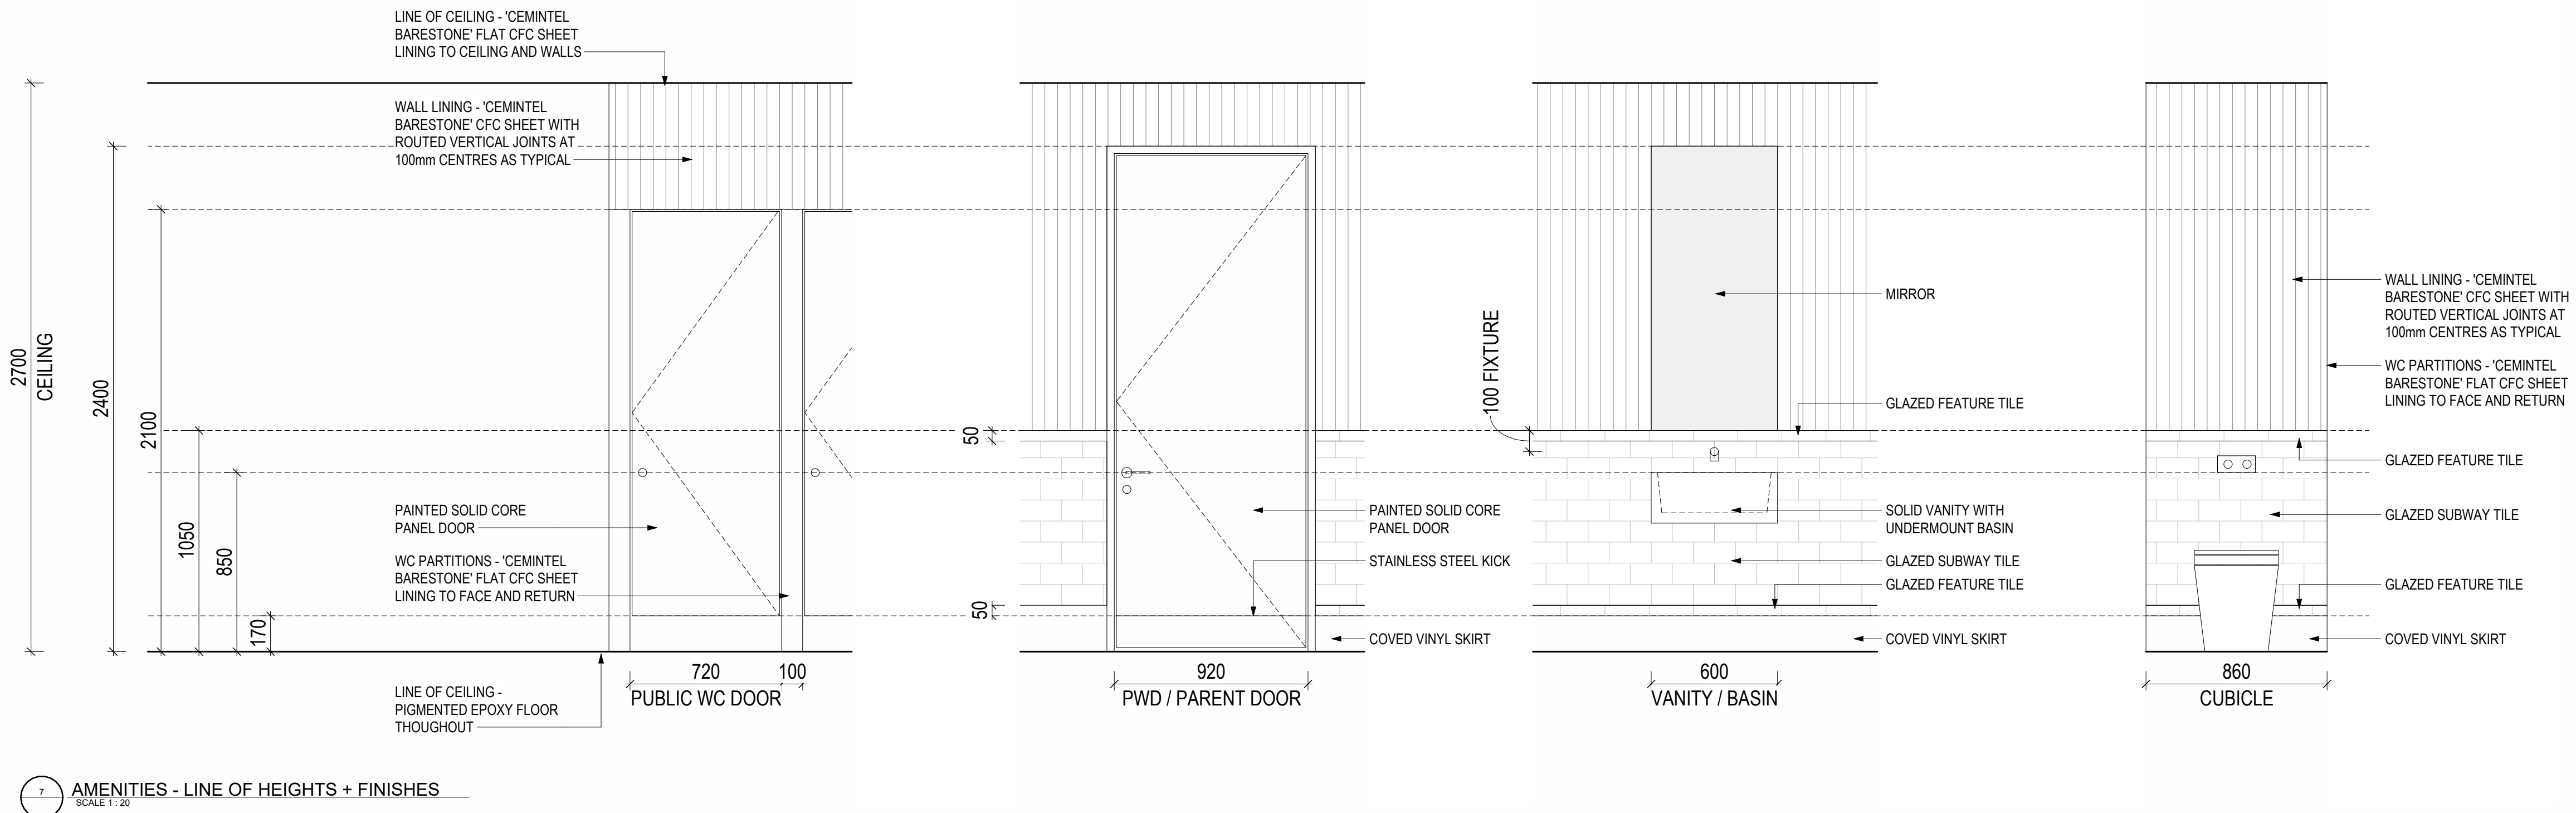 LINE OF CEILING - 'CEMINTEL
BARESTONE' FLAT CFC SHEET
LINING TO CEILING AND WALLS
WALL LINING - 'CEMINTEL
BARESTONE' CFC SHEET WITH
ROUTED VERTICAL JOINTS AT
100mm CENTRES AS TYPICAL
2700
CEILING
2400
2100
1050
850
170
PAINTED SOLID CORE
PANEL DOOR
WC PARTITIONS - 'CEMINTEL
BARESTONE' FLAT CFC SHEET
LINING TO FACE AND RETURN
LINE OF CEILING -
PIGMENTED EPOXY FLOOR
THOUGHOUT
720
100
PUBLIC WC DOOR
50
50
PAINTED SOLID CORE
PANEL DOOR
STAINLESS STEEL KICK
COVED VINYL SKIRT
920
PWD / PARENT DOOR
100 FIXTURE
MIRROR
GLAZED FEATURE TILE
SOLID VANITY WITH
UNDERMOUNT BASIN
GLAZED SUBWAY TILE
GLAZED FEATURE TILE
COVED VINYL SKIRT
600
VANITY / BASIN
WALL LINING - 'CEMINTEL
BARESTONE' CFC SHEET WITH
ROUTED VERTICAL JOINTS AT
100mm CENTRES AS TYPICAL
WC PARTITIONS - 'CEMINTEL
BARESTONE' FLAT CFC SHEET
LINING TO FACE AND RETURN
GLAZED FEATURE TILE
GLAZED SUBWAY TILE
GLAZED FEATURE TILE
COVED VINYL SKIRT
860
CUBICLE
7
AMENITIES - LINE OF HEIGHTS + FINISHES
SCALE 1 : 20